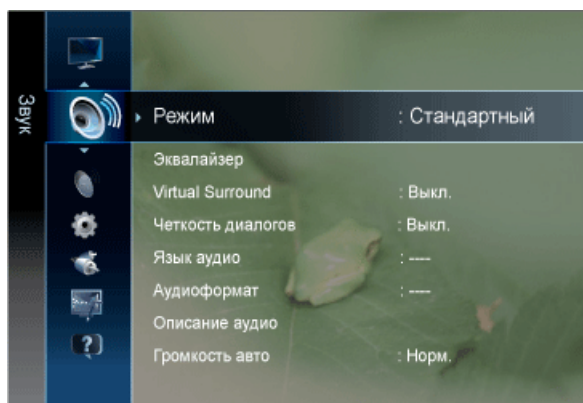 Звук
Режим : Стандартный
Эквалайзер
Virtual Surround : Выкл.
Четкость диалогов : Выкл.
Язык аудио : ----
Аудиоформат : ----
Описание аудио
Громкость авто : Норм.